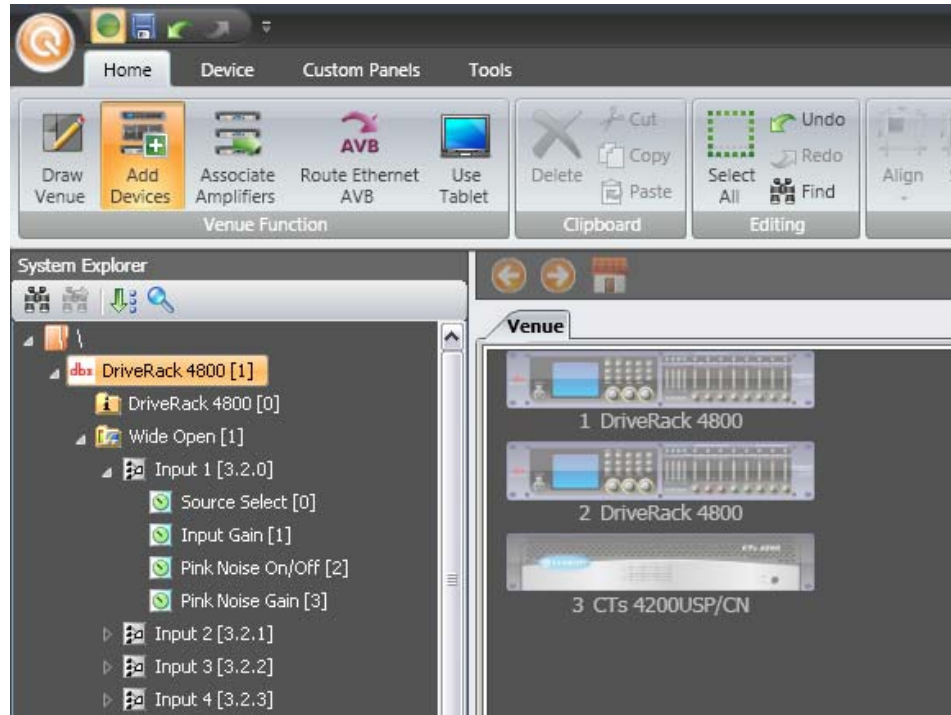 Home Device Custom Panels Tools
Draw Venue
Add Devices
Associate Amplifiers
AVB
Route Ethernet AVB
Use Tablet
Venue Function
Delete
Cut
Copy
Paste
Clipboard
Select All
Undo
Redo
Find
Editing
Align
System Explorer
\
dbx DriveRack 4800 [1]
DriveRack 4800 [0]
Wide Open [1]
Input 1 [3.2.0]
Source Select [0]
Input Gain [1]
Pink Noise On/Off [2]
Pink Noise Gain [3]
Input 2 [3.2.1]
Input 3 [3.2.2]
Input 4 [3.2.3]
Venue
1 DriveRack 4800
2 DriveRack 4800
3 CTs 4200USP/CN